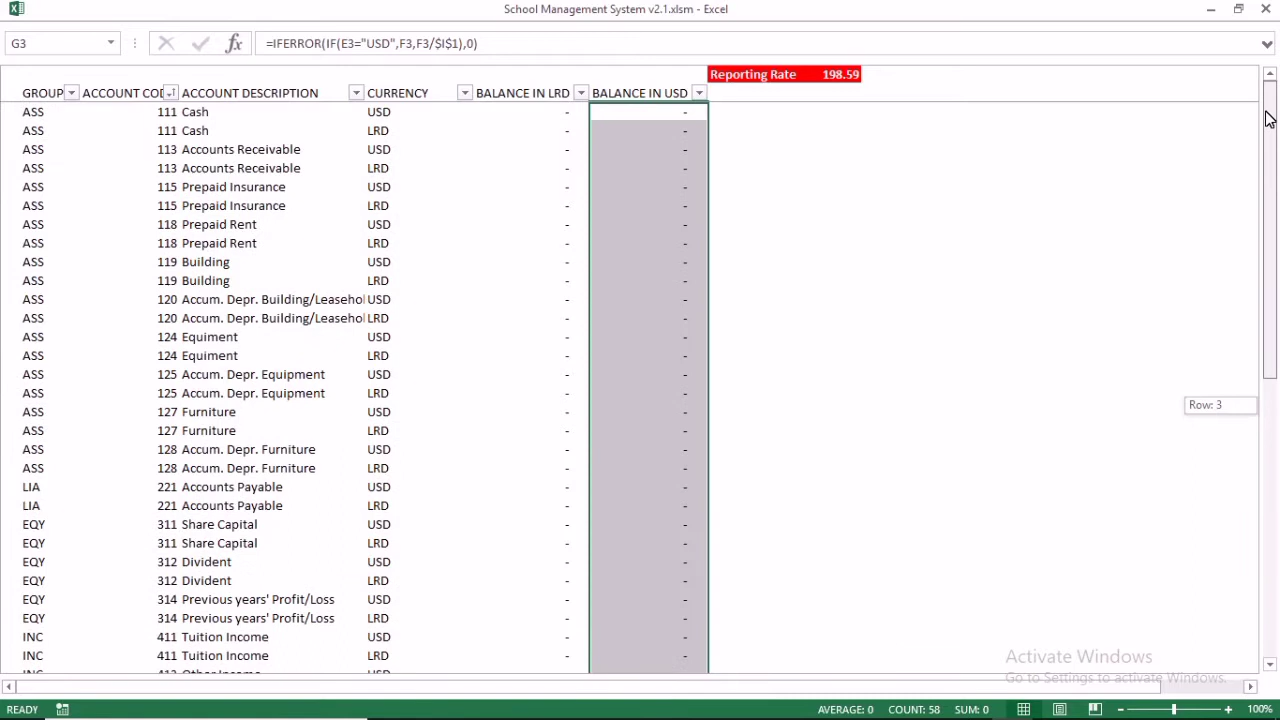 School Management System v2.1.xlsm - Excel
G3 =IFERROR(IF(E3="USD",F3,F3/$I$1),0)
Reporting Rate 198.59
GROUP ACCOUNT COD ACCOUNT DESCRIPTION CURRENCY BALANCE IN LRD BALANCE IN USD
ASS 111 Cash USD - -
ASS 111 Cash LRD - -
ASS 113 Accounts Receivable USD - -
ASS 113 Accounts Receivable LRD - -
ASS 115 Prepaid Insurance USD - -
ASS 115 Prepaid Insurance LRD - -
ASS 118 Prepaid Rent USD - -
ASS 118 Prepaid Rent LRD - -
ASS 119 Building USD - -
ASS 119 Building LRD - -
ASS 120 Accum. Depr. Building/Leasehol USD - -
ASS 120 Accum. Depr. Building/Leasehol LRD - -
ASS 124 Equiment USD - -
ASS 124 Equiment LRD - -
ASS 125 Accum. Depr. Equipment USD - -
ASS 125 Accum. Depr. Equipment LRD - -
ASS 127 Furniture USD - -
Row: 3
ASS 127 Furniture LRD - -
ASS 128 Accum. Depr. Furniture USD - -
ASS 128 Accum. Depr. Furniture LRD - -
LIA 221 Accounts Payable USD - -
LIA 221 Accounts Payable LRD - -
EQY 311 Share Capital USD - -
EQY 311 Share Capital LRD - -
EQY 312 Divident USD - -
EQY 312 Divident LRD - -
EQY 314 Previous years' Profit/Loss USD - -
EQY 314 Previous years' Profit/Loss LRD - -
INC 411 Tuition Income USD - -
INC 411 Tuition Income LRD - -
Activate Windows
Go to Settings to activate Windows.
READY AVERAGE: 0 COUNT: 58 SUM: 0 100%